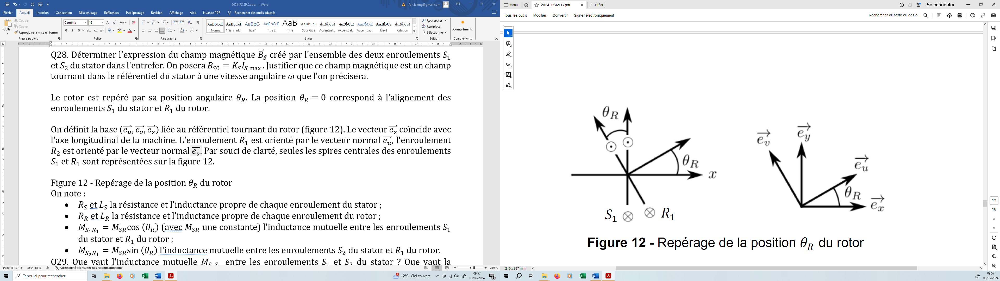 2024_PSI2PC.docx - Word
fpn.lelong@gmail.com
Fichier Accueil Insertion Conception Mise en page Références Publipostage Révision Affichage Aide Nuance PDF Rechercher des outils adaptés
Coller
Couper
Copier
Reproduire la mise en forme
Presse-papiers
Cambria 12
Police
Paragraphe
AaBbCcI AaBbCcI AaBbCc AaBbCcI AaB AaBbCcD AaBbCcI AaBbCcI AaBbCcI AaBbCc AaBbCcI
¶ Normal ¶ Sans int... Titre 1 Titre 2 Titre Sous-titre Accentuat... Accentuat... Accentuat... Élevé Citation
Styles
Rechercher
Remplacer
Sélectionner
Édition
Compléments
Compléments
Q28. Déterminer l'expression du champ magnétique $\vec{B}_S$ créé par l'ensemble des deux enroulements $S_1$
et $S_2$ du stator dans l'entrefer. On posera $B_{S0} = K_S I_{S\,max}$. Justifier que ce champ magnétique est un champ
tournant dans le référentiel du stator à une vitesse angulaire ω que l'on précisera.
Le rotor est repéré par sa position angulaire $\theta_R$. La position $\theta_R = 0$ correspond à l'alignement des
enroulements $S_1$ du stator et $R_1$ du rotor.
On définit la base $(\vec{e_u}, \vec{e_v}, \vec{e_z})$ liée au référentiel tournant du rotor (figure 12). Le vecteur $\vec{e_z}$ coïncide avec
l'axe longitudinal de la machine. L'enroulement $R_1$ est orienté par le vecteur normal $\vec{e_u}$, l'enroulement
$R_2$ est orienté par le vecteur normal $\vec{e_v}$. Par souci de clarté, seules les spires centrales des enroulements
$S_1$ et $R_1$ sont représentées sur la figure 12.
Figure 12 - Repérage de la position $\theta_R$ du rotor
On note :
• $R_S$ et $L_S$ la résistance et l'inductance propre de chaque enroulement du stator ;
• $R_R$ et $L_R$ la résistance et l'inductance propre de chaque enroulement du rotor ;
• $M_{S_1R_1} = M_{SR}\cos(\theta_R)$ (avec $M_{SR}$ une constante) l'inductance mutuelle entre les enroulements $S_1$
du stator et $R_1$ du rotor ;
• $M_{S_2R_1} = M_{SR}\sin(\theta_R)$ l'inductance mutuelle entre les enroulements $S_2$ du stator et $R_1$ du rotor.
Q29. Que vaut l'inductance mutuelle $M_{S_1S_2}$ entre les enroulements $S_1$ et $S_2$ du stator ? Que vaut la
Page 13 sur 15 3594 mots Accessibilité : consultez nos recommandations 219 %
Taper ici pour rechercher
12°C Ciel couvert
09:57
03/05/2024
Menu 2024_PSI2PC.pdf Créer Se connecter
Tous les outils Modifier Convertir Signer électroniquement Rechercher du texte ou des o...
$\theta_R$
$\theta_R$
$x$
$S_1$
$R_1$
$\vec{e_v}$
$\vec{e_y}$
$\vec{e_u}$
$\theta_R$
$\vec{e_x}$
Figure 12 - Repérage de la position $\theta_R$ du rotor
13
16
210 x 297 mm
09:57
03/05/2024